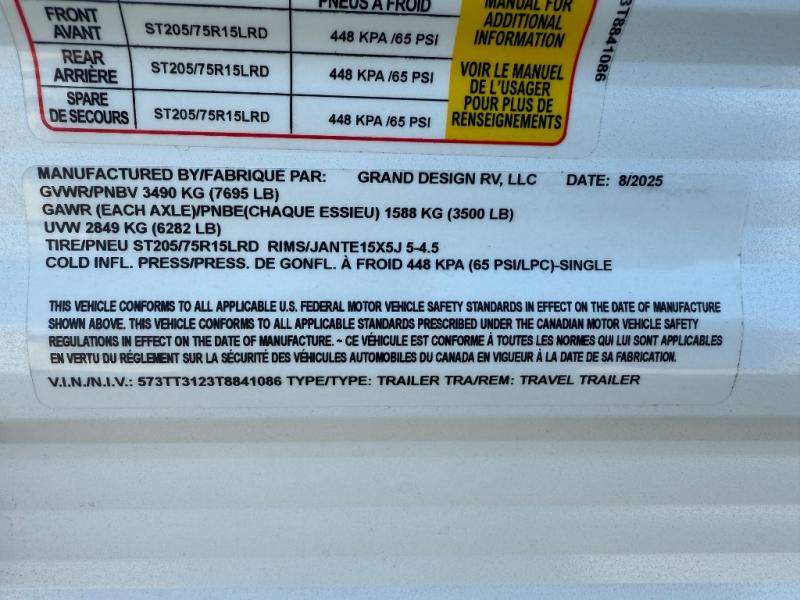 PNEUS À FROID
MANUAL FOR
ADDITIONAL
INFORMATION
FRONT
AVANT
ST205/75R15LRD
448 KPA /65 PSI
REAR
ARRIÈRE
ST205/75R15LRD
448 KPA /65 PSI
SPARE
DE SECOURS
ST205/75R15LRD
448 KPA /65 PSI
VOIR LE MANUEL
DE L'USAGER
POUR PLUS DE
RENSEIGNEMENTS
3T8841086
MANUFACTURED BY/FABRIQUE PAR: GRAND DESIGN RV, LLC DATE: 8/2025
GVWR/PNBV 3490 KG (7695 LB)
GAWR (EACH AXLE)/PNBE(CHAQUE ESSIEU) 1588 KG (3500 LB)
UVW 2849 KG (6282 LB)
TIRE/PNEU ST205/75R15LRD RIMS/JANTE15X5J 5-4.5
COLD INFL. PRESS/PRESS. DE GONFL. À FROID 448 KPA (65 PSI/LPC)-SINGLE
THIS VEHICLE CONFORMS TO ALL APPLICABLE U.S. FEDERAL MOTOR VEHICLE SAFETY STANDARDS IN EFFECT ON THE DATE OF MANUFACTURE
SHOWN ABOVE. THIS VEHICLE CONFORMS TO ALL APPLICABLE STANDARDS PRESCRIBED UNDER THE CANADIAN MOTOR VEHICLE SAFETY
REGULATIONS IN EFFECT ON THE DATE OF MANUFACTURE. ~ CE VÉHICULE EST CONFORME À TOUTES LES NORMES QUI LUI SONT APPLICABLES
EN VERTU DU RÉGLEMENT SUR LA SÉCURITÉ DES VÉHICULES AUTOMOBILES DU CANADA EN VIGUEUR À LA DATE DE SA FABRICATION.
V.I.N./N.I.V.: 573TT3123T8841086 TYPE/TYPE: TRAILER TRA/REM: TRAVEL TRAILER